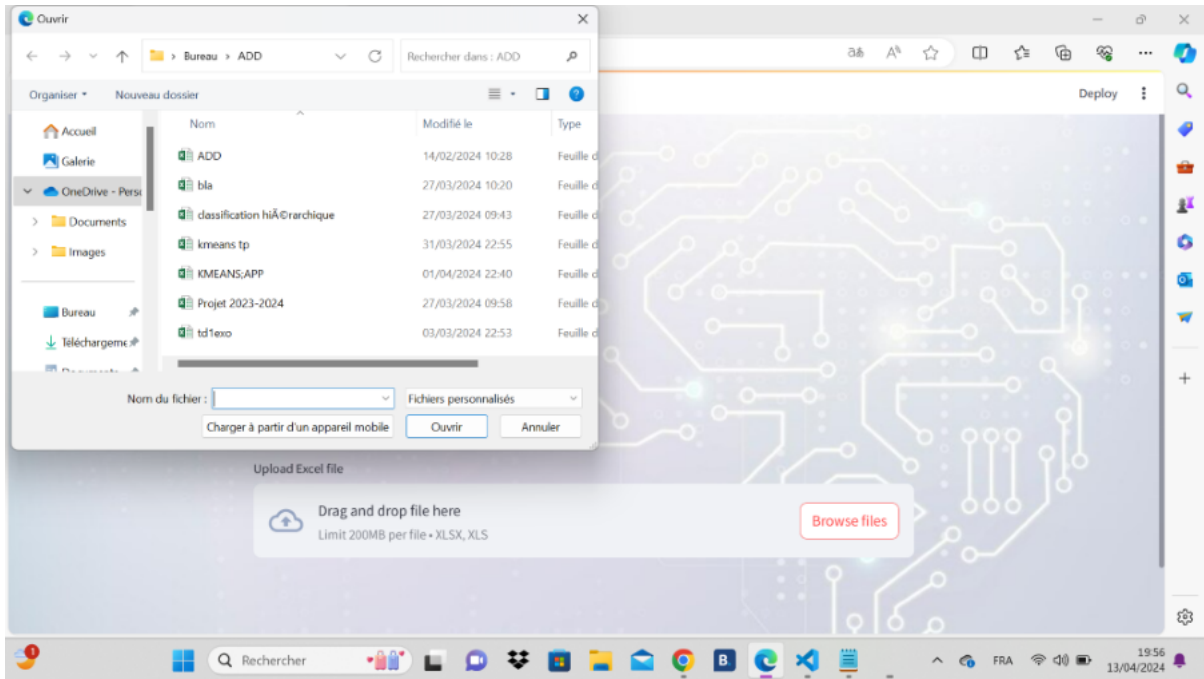 Ouvrir
Bureau > ADD
Rechercher dans : ADD
Organiser
Nouveau dossier
Deploy
Accueil
Galerie
OneDrive - Perso
Documents
Images
Bureau
Téléchargeme
Nom Modifié le Type
ADD 14/02/2024 10:28 Feuille d
bla 27/03/2024 10:20 Feuille d
classification hiÃ©rarchique 27/03/2024 09:43 Feuille d
kmeans tp 31/03/2024 22:55 Feuille d
KMEANS;APP 01/04/2024 22:40 Feuille d
Projet 2023-2024 27/03/2024 09:58 Feuille d
td1exo 03/03/2024 22:53 Feuille d
Nom du fichier :
Fichiers personnalisés
Charger à partir d'un appareil mobile
Ouvrir
Annuler
Upload Excel file
Drag and drop file here
Limit 200MB per file • XLSX, XLS
Browse files
1
Rechercher
B.
FRA
19:56
13/04/2024